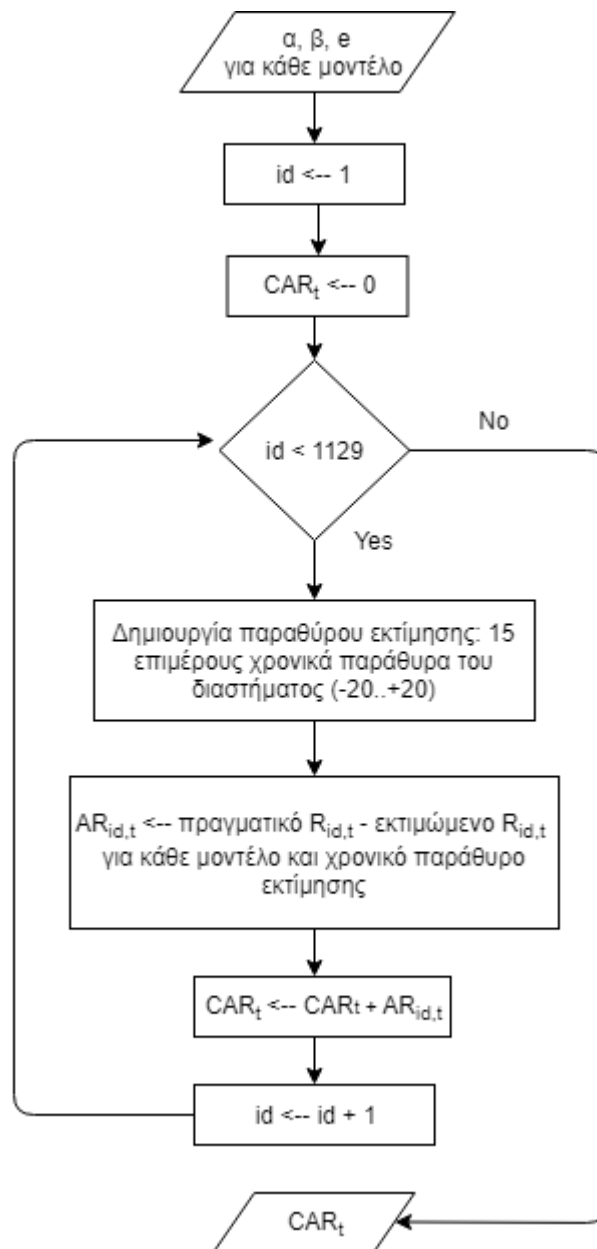 α, β, e
για κάθε μοντέλο
id <-- 1
CARt <-- 0
id < 1129
No
Yes
Δημιουργία παραθύρου εκτίμησης: 15
επιμέρους χρονικά παράθυρα του
διαστήματος (-20..+20)
ARid,t <-- πραγματικό Rid,t - εκτιμώμενο Rid,t
για κάθε μοντέλο και χρονικό παράθυρο
εκτίμησης
CARt <-- CARt + ARid,t
id <-- id + 1
CARt